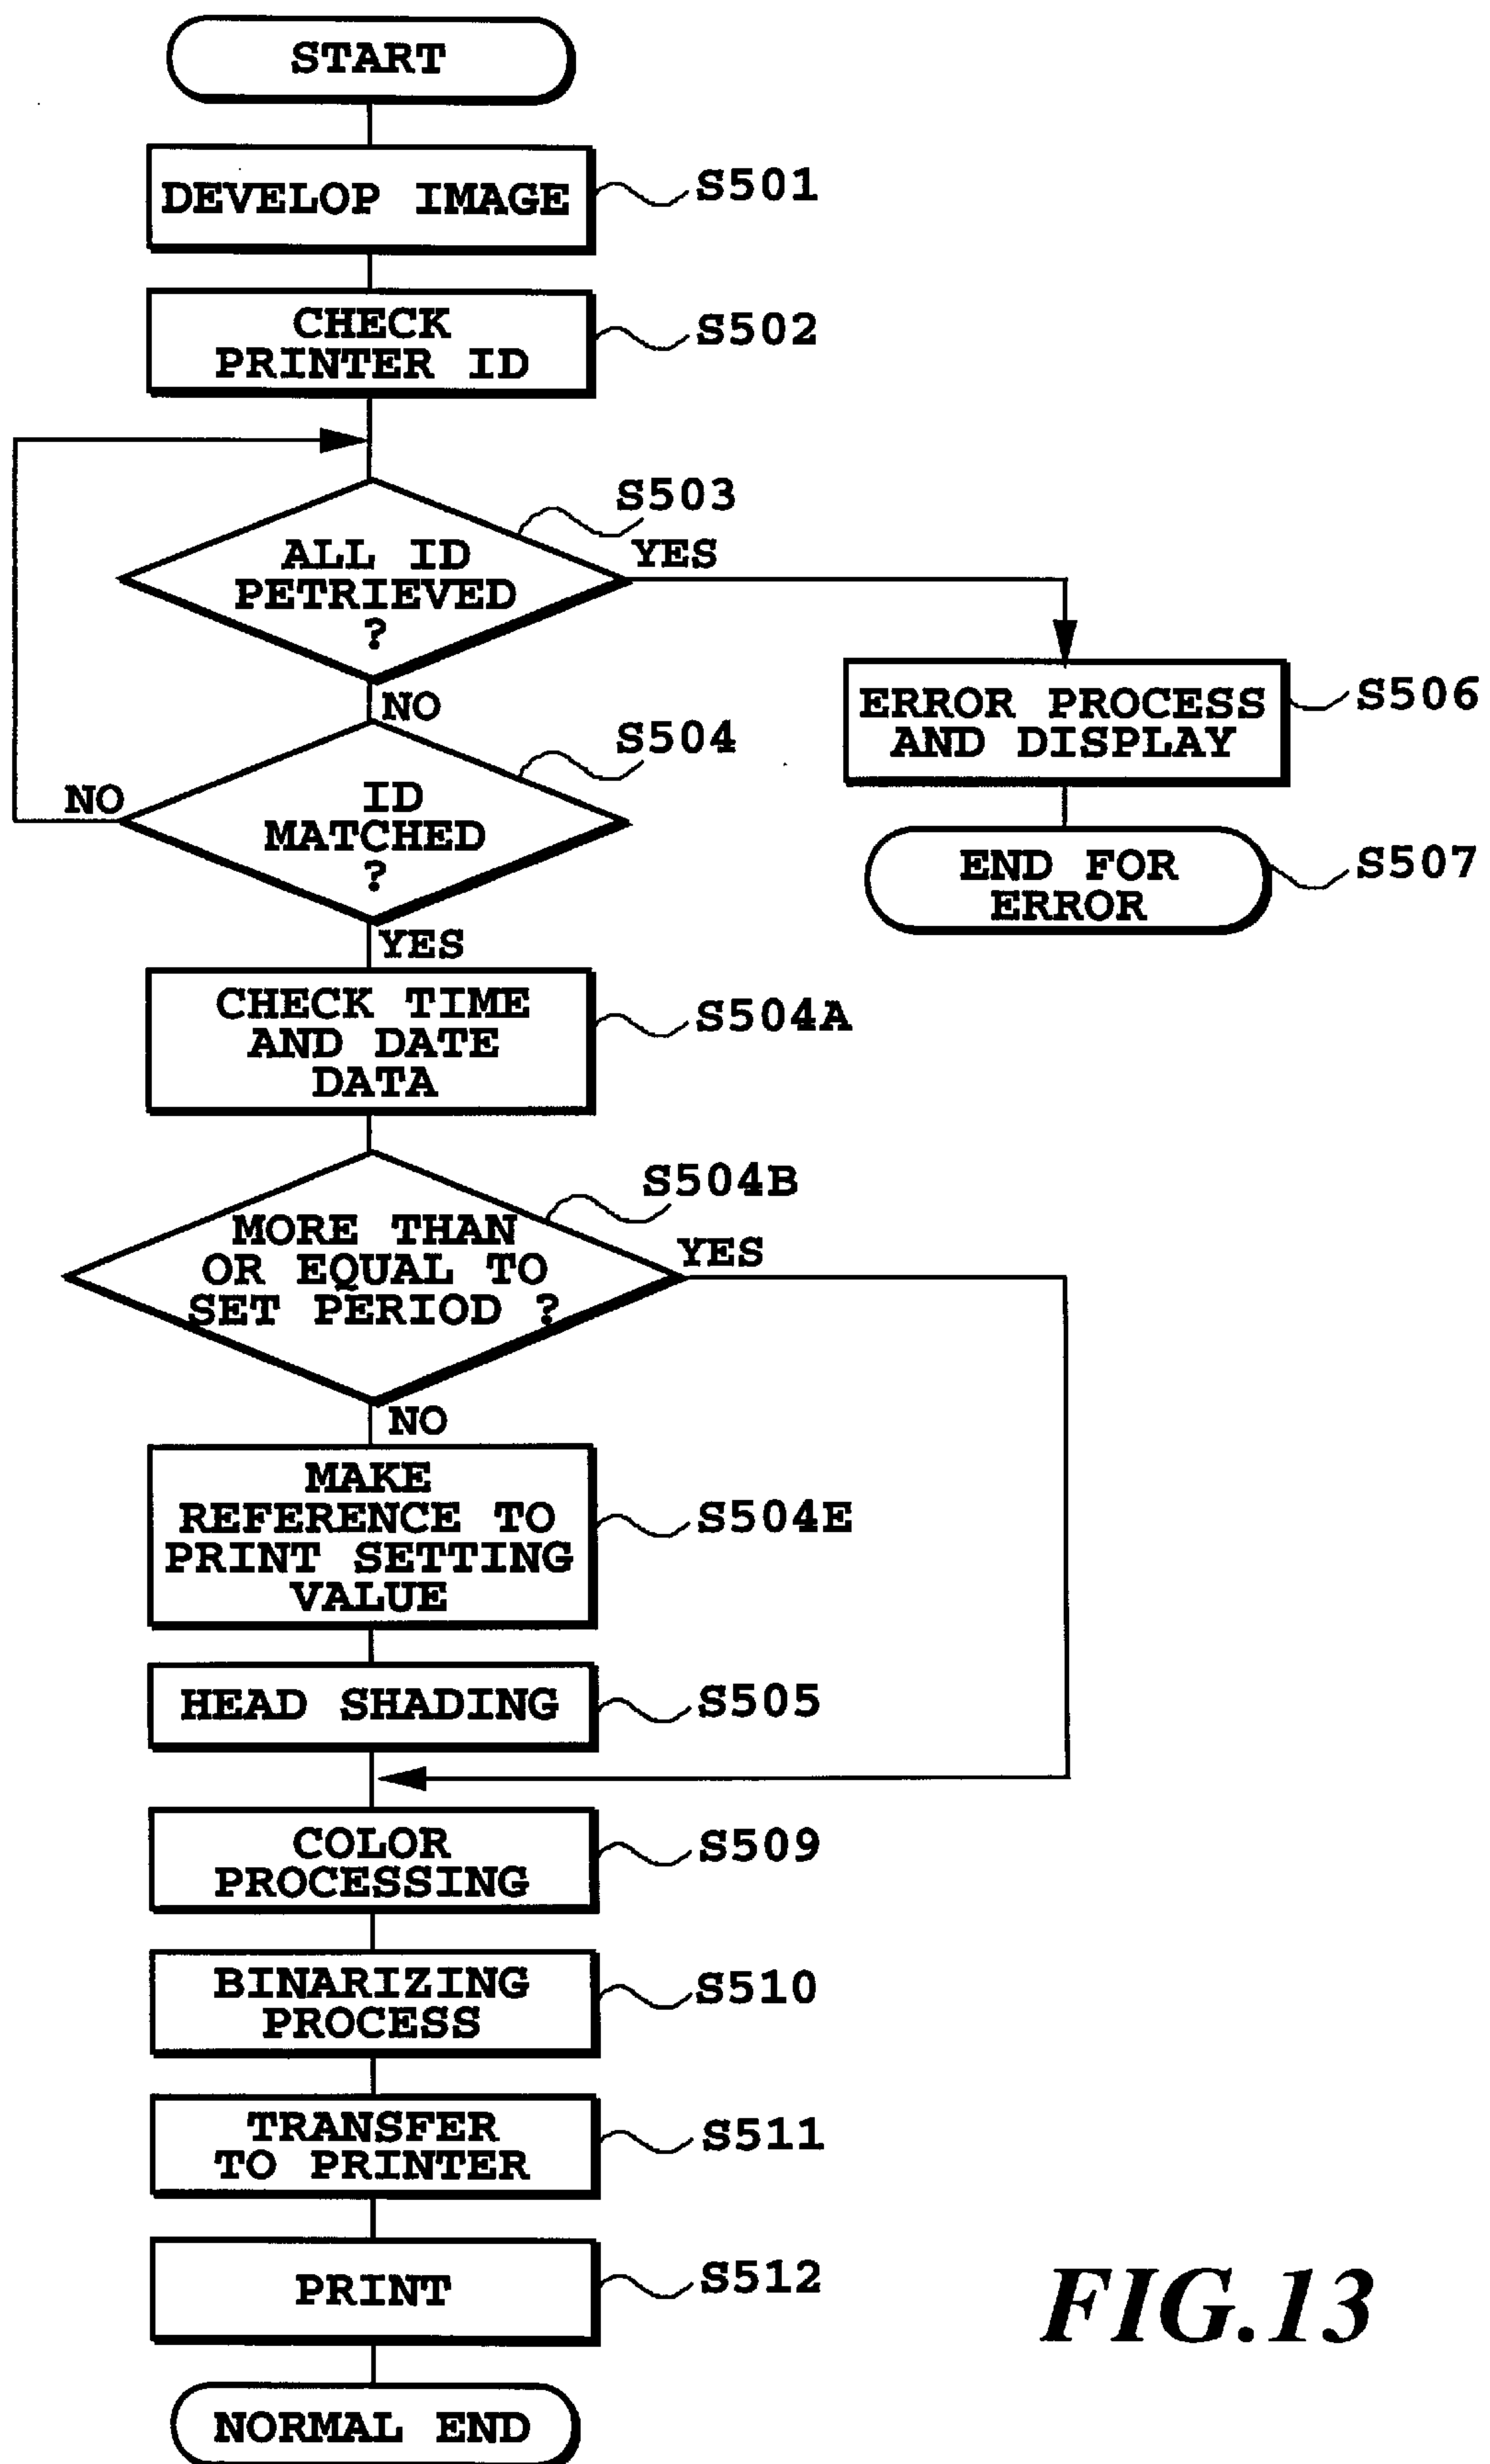 START
DEVELOP IMAGE
S501
CHECK
PRINTER ID
S502
S503
ALL ID
PETRIEVED
?
YES
NO
S504
ID
MATCHED
?
NO
YES
ERROR PROCESS
AND DISPLAY
S506
END FOR
ERROR
S507
CHECK TIME
AND DATE
DATA
S504A
S504B
MORE THAN
OR EQUAL TO
SET PERIOD ?
YES
NO
MAKE
REFERENCE TO
PRINT SETTING
VALUE
S504E
HEAD SHADING
S505
COLOR
PROCESSING
S509
BINARIZING
PROCESS
S510
TRANSFER
TO PRINTER
S511
PRINT
S512
NORMAL END
FIG.13